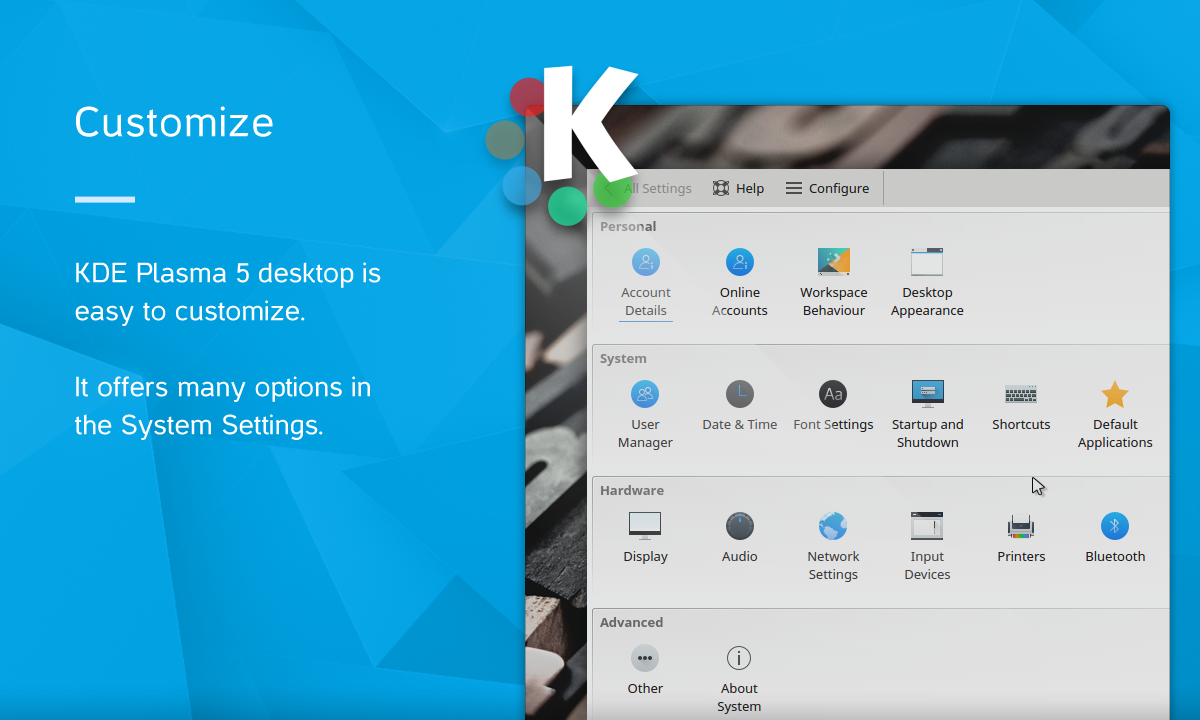 Customize
KDE Plasma 5 desktop is
easy to customize.
It offers many options in
the System Settings.
K
All Settings
Help
Configure
Personal
Account
Details
Online
Accounts
Workspace
Behaviour
Desktop
Appearance
System
User
Manager
Date & Time
Font Settings
Startup and
Shutdown
Shortcuts
Default
Applications
Hardware
Display
Audio
Network
Settings
Input
Devices
Printers
Bluetooth
Advanced
Other
About
System